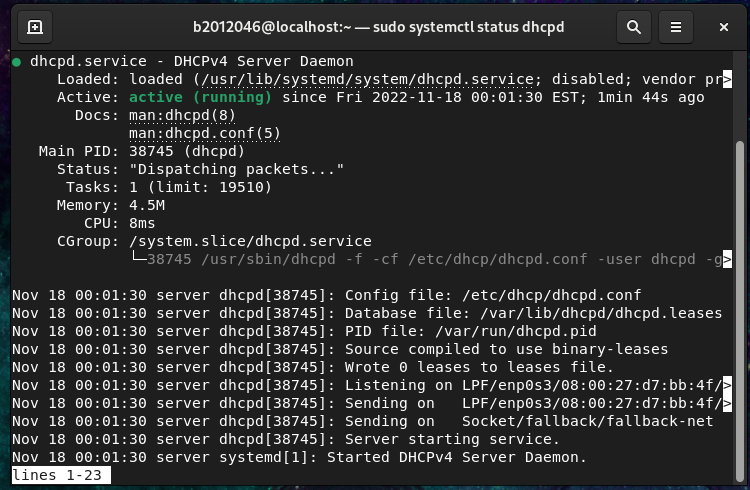 b2012046@localhost:~ — sudo systemctl status dhcpd
● dhcpd.service - DHCPv4 Server Daemon
     Loaded: loaded (/usr/lib/systemd/system/dhcpd.service; disabled; vendor pr>
     Active: active (running) since Fri 2022-11-18 00:01:30 EST; 1min 44s ago
       Docs: man:dhcpd(8)
             man:dhcpd.conf(5)
   Main PID: 38745 (dhcpd)
     Status: "Dispatching packets..."
      Tasks: 1 (limit: 19510)
     Memory: 4.5M
        CPU: 8ms
     CGroup: /system.slice/dhcpd.service
             └─38745 /usr/sbin/dhcpd -f -cf /etc/dhcp/dhcpd.conf -user dhcpd -g>
Nov 18 00:01:30 server dhcpd[38745]: Config file: /etc/dhcp/dhcpd.conf
Nov 18 00:01:30 server dhcpd[38745]: Database file: /var/lib/dhcpd/dhcpd.leases
Nov 18 00:01:30 server dhcpd[38745]: PID file: /var/run/dhcpd.pid
Nov 18 00:01:30 server dhcpd[38745]: Source compiled to use binary-leases
Nov 18 00:01:30 server dhcpd[38745]: Wrote 0 leases to leases file.
Nov 18 00:01:30 server dhcpd[38745]: Listening on LPF/enp0s3/08:00:27:d7:bb:4f/>
Nov 18 00:01:30 server dhcpd[38745]: Sending on   LPF/enp0s3/08:00:27:d7:bb:4f/>
Nov 18 00:01:30 server dhcpd[38745]: Sending on   Socket/fallback/fallback-net
Nov 18 00:01:30 server dhcpd[38745]: Server starting service.
Nov 18 00:01:30 server systemd[1]: Started DHCPv4 Server Daemon.
lines 1-23